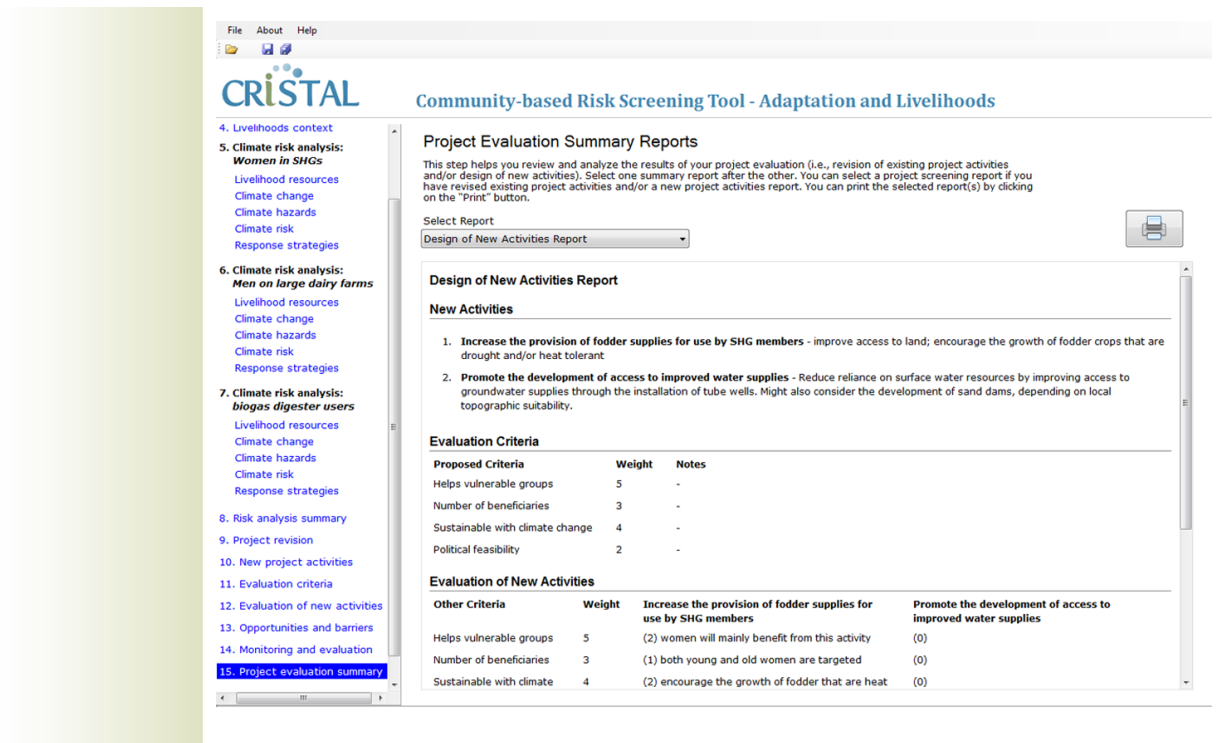 File About Help
CRiSTAL
Community-based Risk Screening Tool - Adaptation and Livelihoods
4. Livelihoods context
5. Climate risk analysis:
Women in SHGs
Livelihood resources
Climate change
Climate hazards
Climate risk
Response strategies
6. Climate risk analysis:
Men on large dairy farms
Livelihood resources
Climate change
Climate hazards
Climate risk
Response strategies
7. Climate risk analysis:
biogas digester users
Livelihood resources
Climate change
Climate hazards
Climate risk
Response strategies
8. Risk analysis summary
9. Project revision
10. New project activities
11. Evaluation criteria
12. Evaluation of new activities
13. Opportunities and barriers
14. Monitoring and evaluation
15. Project evaluation summary
Project Evaluation Summary Reports
This step helps you review and analyze the results of your project evaluation (i.e., revision of existing project activities
and/or design of new activities). Select one summary report after the other. You can select a project screening report if you
have revised existing project activities and/or a new project activities report. You can print the selected report(s) by clicking
on the "Print" button.
Select Report
Design of New Activities Report
Design of New Activities Report
New Activities
1. Increase the provision of fodder supplies for use by SHG members - improve access to land; encourage the growth of fodder crops that are
drought and/or heat tolerant
2. Promote the development of access to improved water supplies - Reduce reliance on surface water resources by improving access to
groundwater supplies through the installation of tube wells. Might also consider the development of sand dams, depending on local
topographic suitability.
Evaluation Criteria
Proposed Criteria Weight Notes
Helps vulnerable groups 5 -
Number of beneficiaries 3 -
Sustainable with climate change 4 -
Political feasibility 2 -
Evaluation of New Activities
Other Criteria Weight Increase the provision of fodder supplies for Promote the development of access to
use by SHG members improved water supplies
Helps vulnerable groups 5 (2) women will mainly benefit from this activity (0)
Number of beneficiaries 3 (1) both young and old women are targeted (0)
Sustainable with climate 4 (2) encourage the growth of fodder that are heat (0)